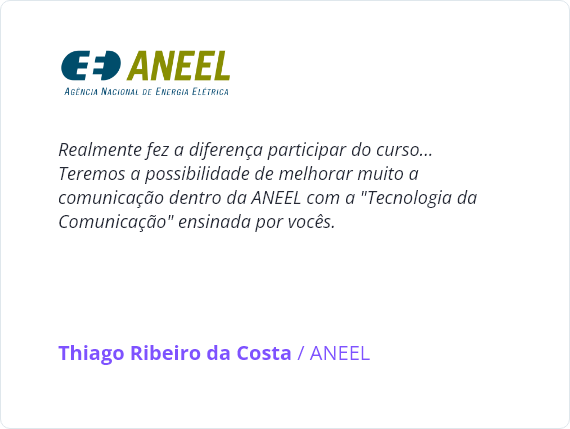 ANEEL
AGÊNCIA NACIONAL DE ENERGIA ELÉTRICA
Realmente fez a diferença participar do curso...
Teremos a possibilidade de melhorar muito a
comunicação dentro da ANEEL com a "Tecnologia da
Comunicação" ensinada por vocês.
Thiago Ribeiro da Costa / ANEEL